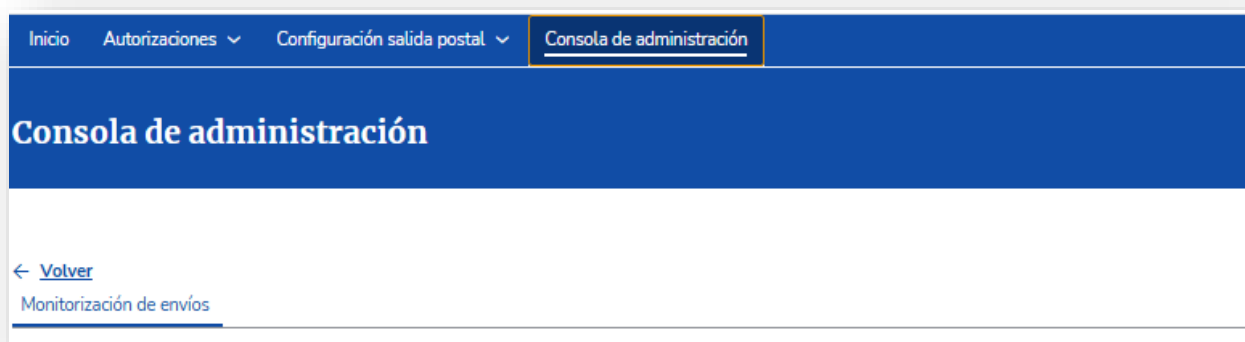 Inicio Autorizaciones Configuración salida postal Consola de administración
Consola de administración
← Volver
Monitorización de envíos